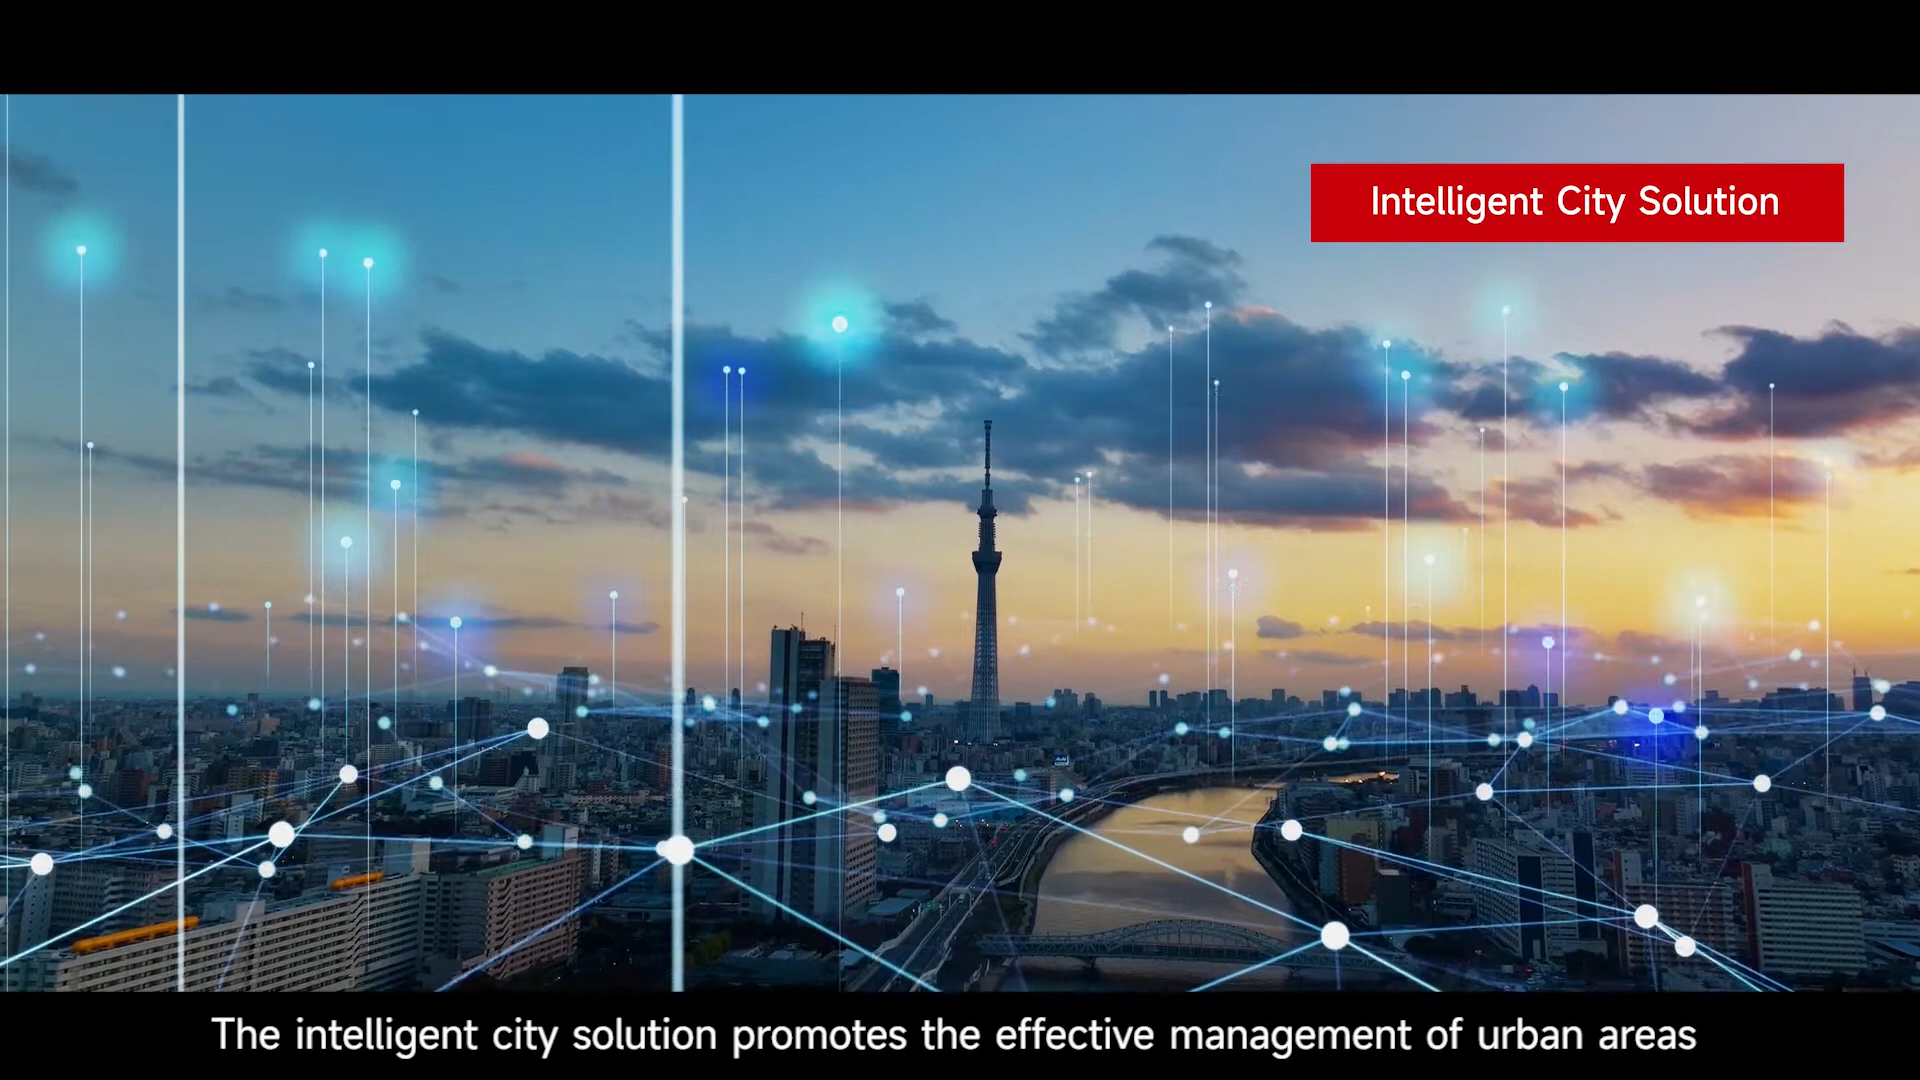 Intelligent City Solution
The intelligent city solution promotes the effective management of urban areas